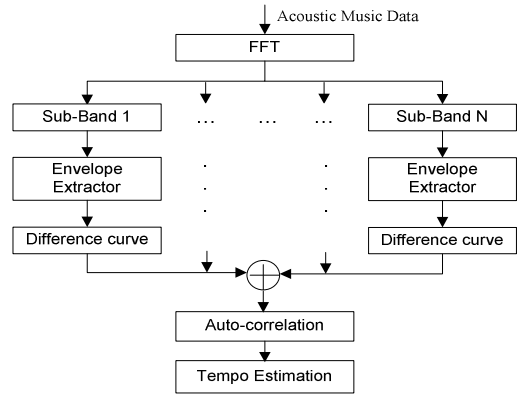 Acoustic Music Data
FFT
Sub-Band 1
... ... ...
Sub-Band N
Envelope
Extractor
Envelope
Extractor
Difference curve
Difference curve
Auto-correlation
Tempo Estimation